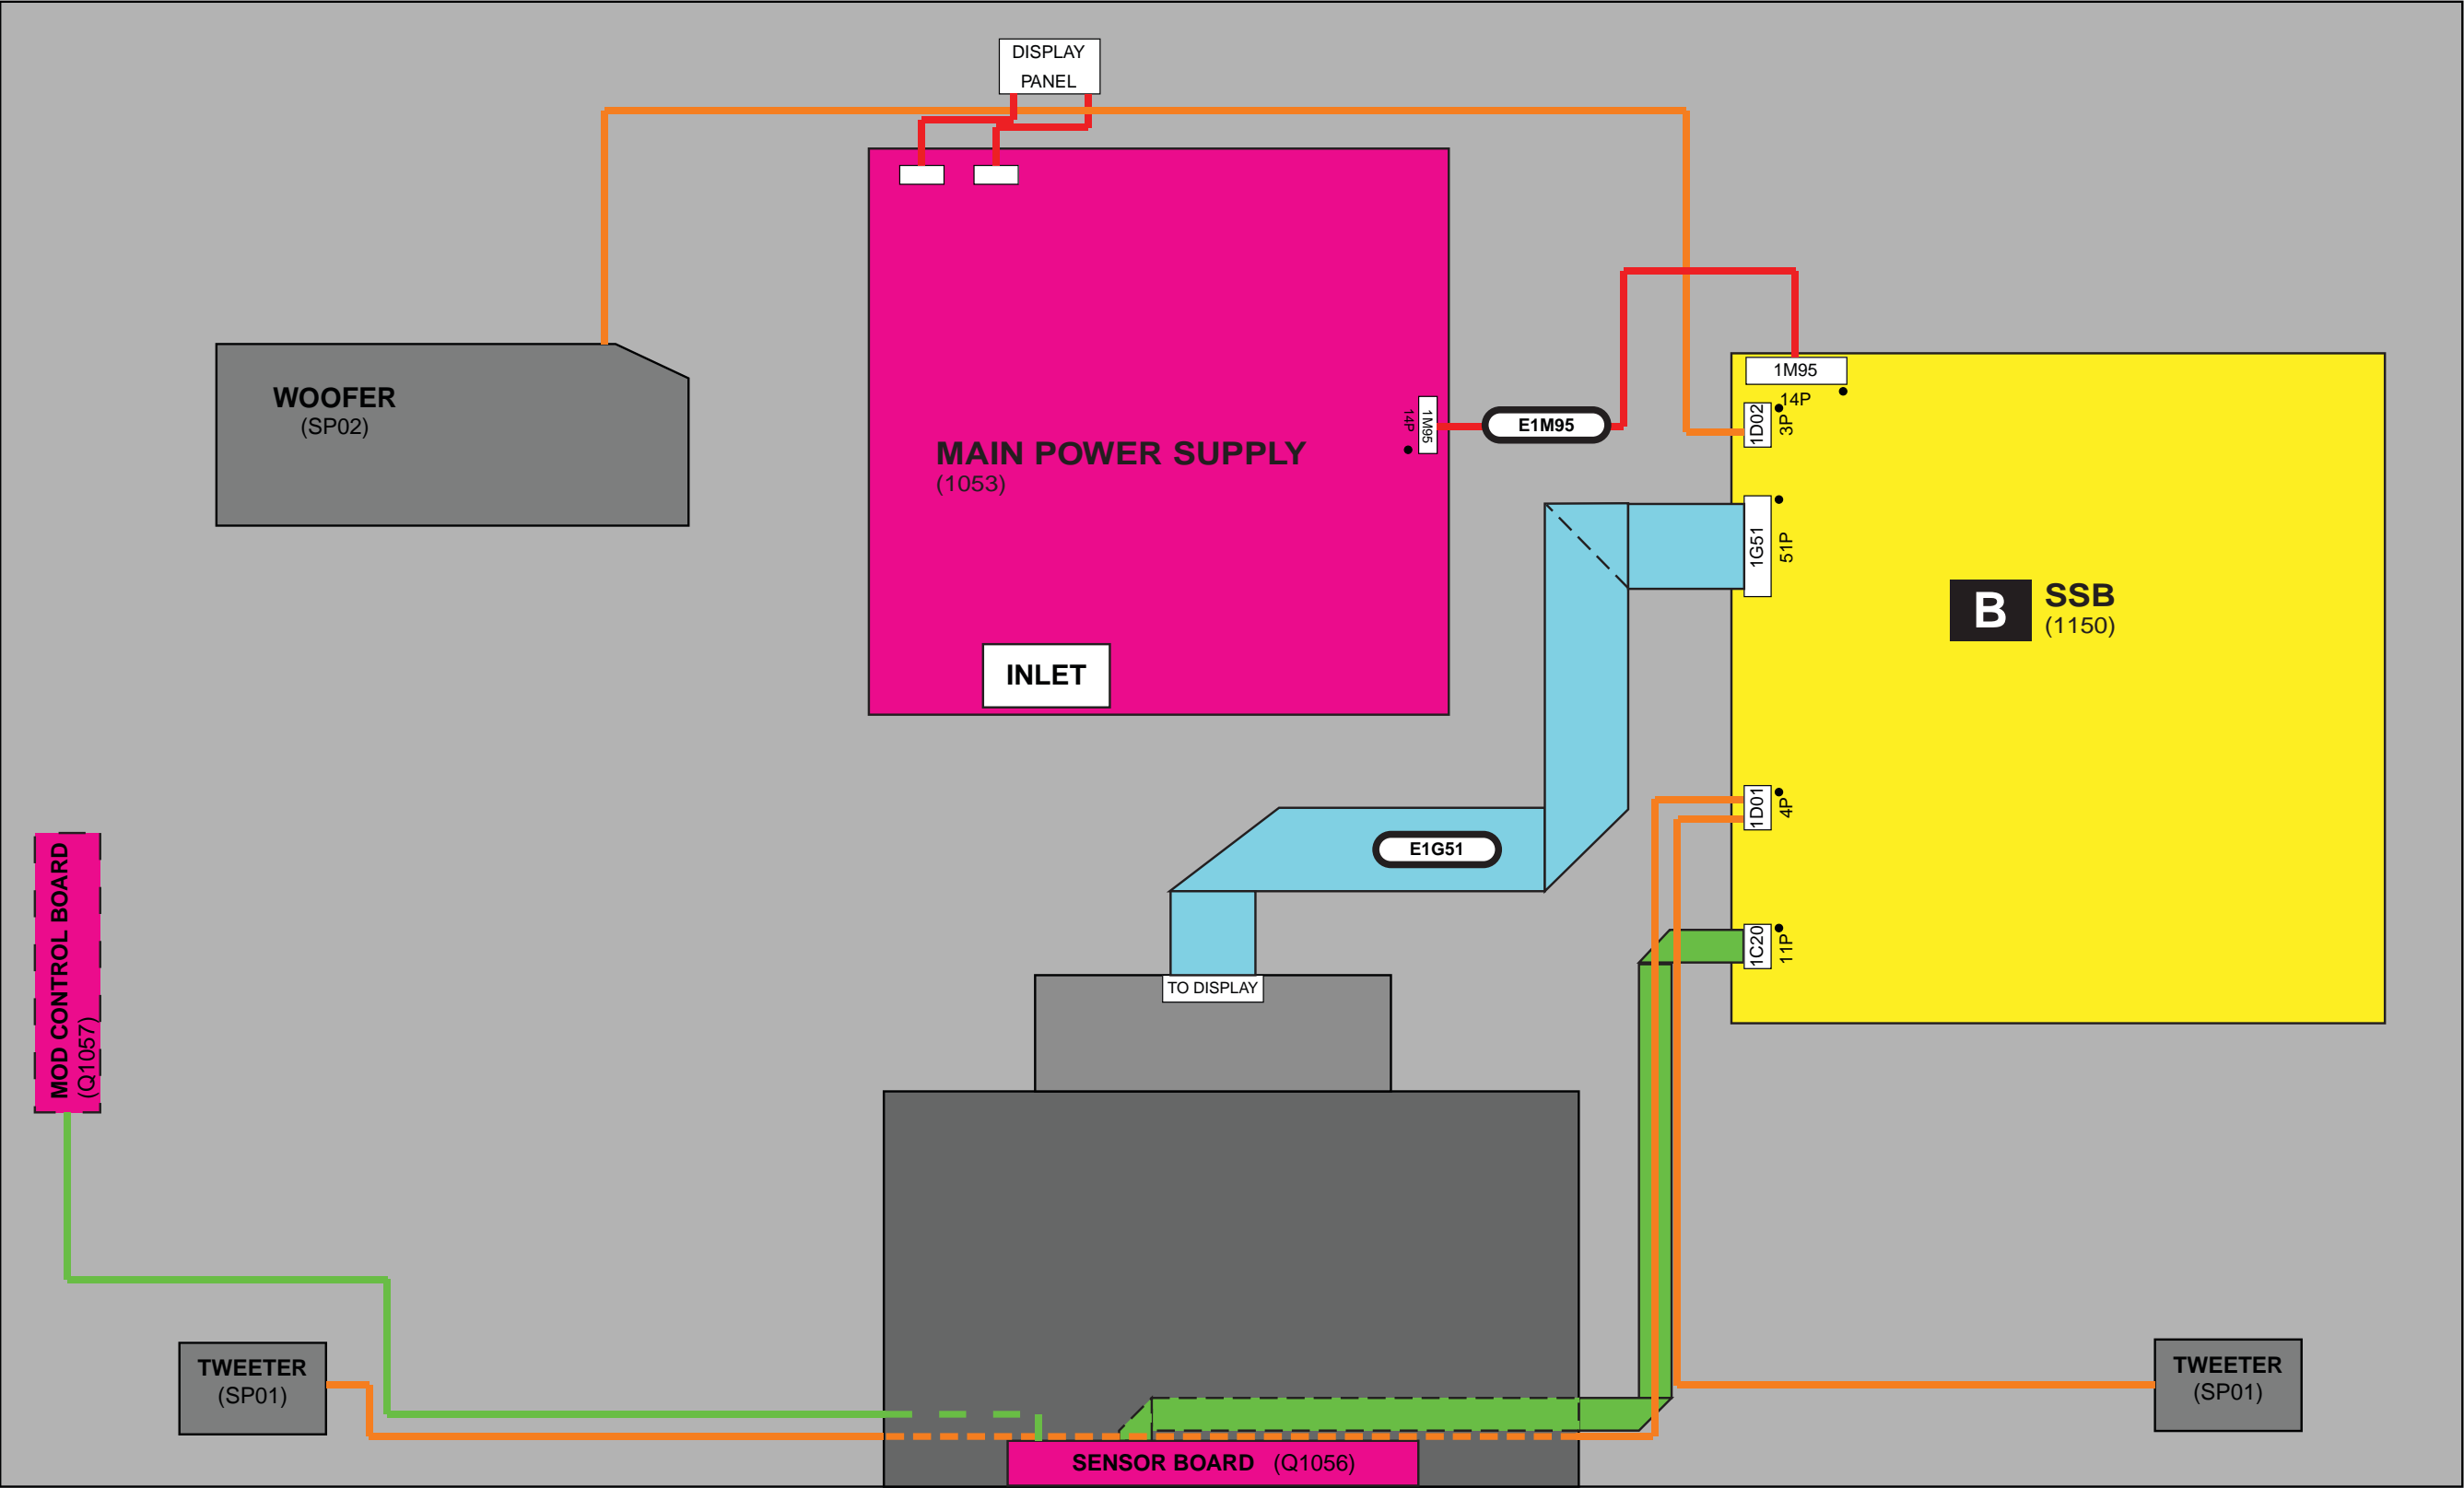 DISPLAY
PANEL
WOOFER
(SP02)
MAIN POWER SUPPLY
(1053)
14P
1M95
E1M95
1M95
14P
1D02
3P
1G51
51P
B SSB
(1150)
INLET
1D01
4P
E1G51
1C20
11P
TO DISPLAY
MOD CONTROL BOARD
(Q1057)
TWEETER
(SP01)
TWEETER
(SP01)
SENSOR BOARD (Q1056)